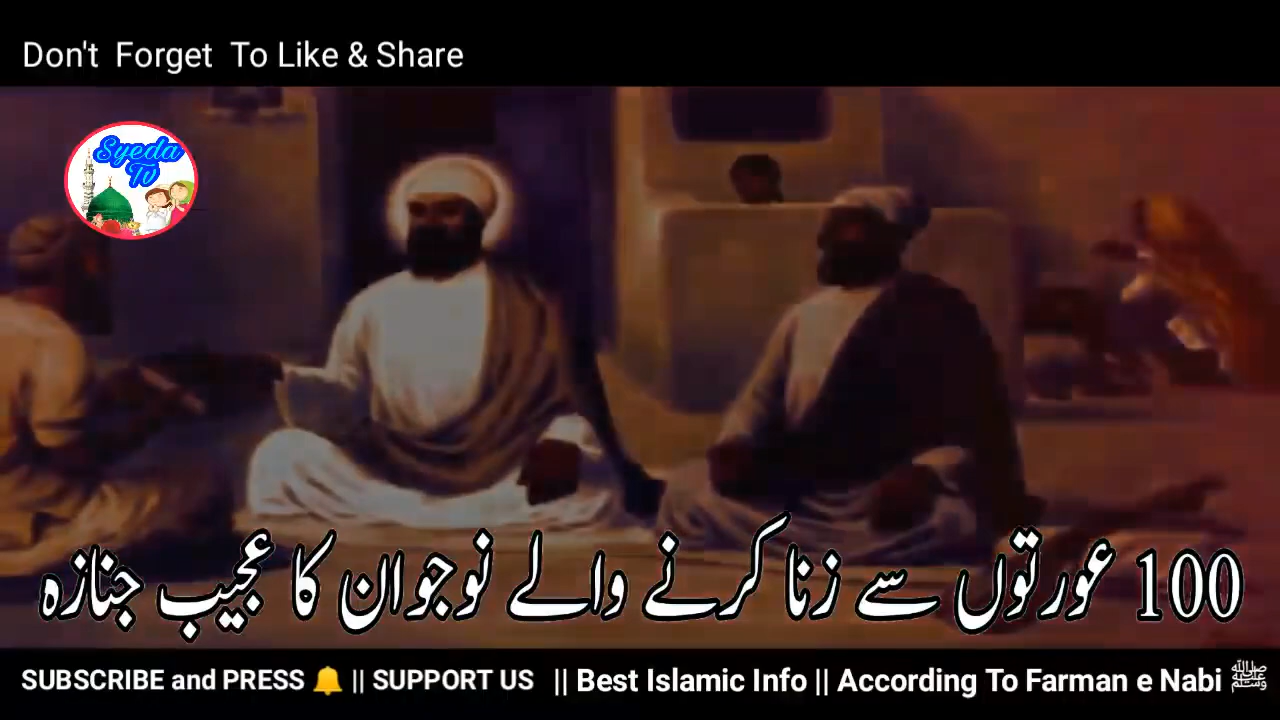 Don't Forget To Like & Share
Syeda
Tv
100 عورتوں سے زنا کرنے والے نوجوان کا عجیب جنازہ
SUBSCRIBE and PRESS 🔔 || SUPPORT US || Best Islamic Info || According To Farman e Nabi ﷺ